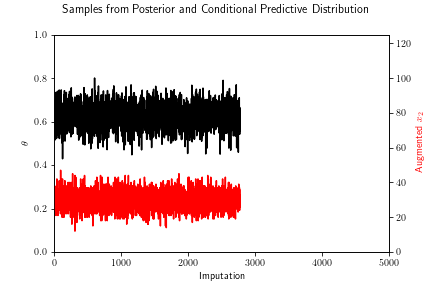 Samples from Posterior and Conditional Predictive Distribution
1.0
0.8
0.6
0.4
0.2
0.0
θ
120
100
80
60
40
20
0
Augmented x₂
0 1000 2000 3000 4000 5000
Imputation